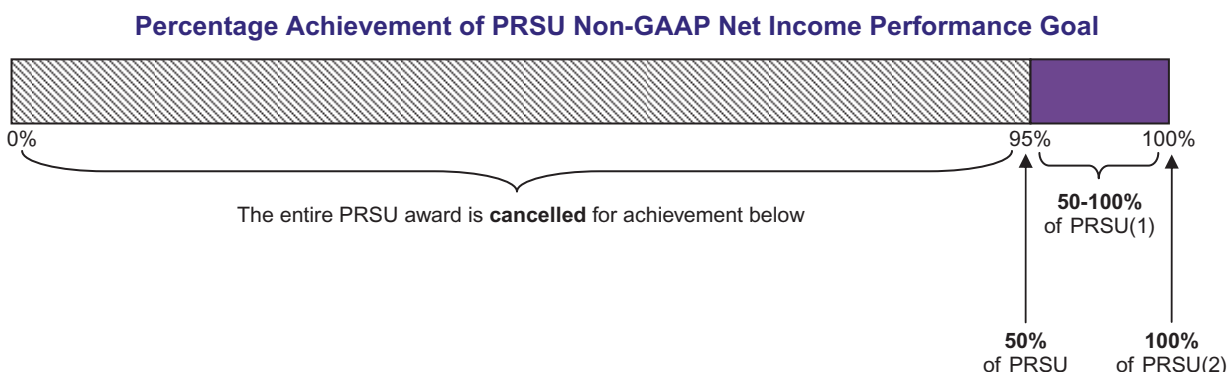 Percentage Achievement of PRSU Non-GAAP Net Income Performance Goal
0%
95%
100%
The entire PRSU award is cancelled for achievement below
50-100%
of PRSU(1)
50%
of PRSU
100%
of PRSU(2)